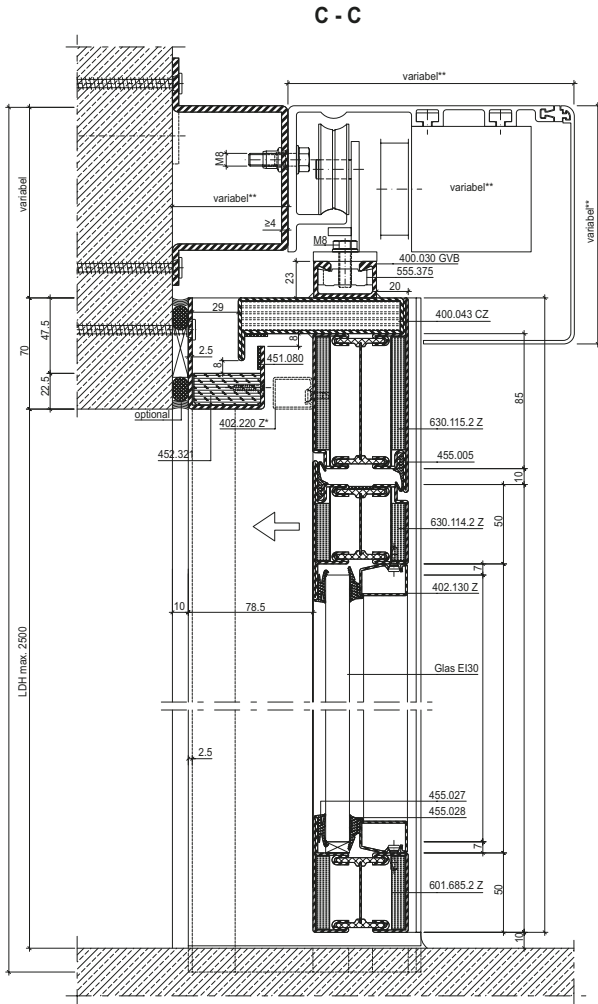 C - C
variabel**
M8
variabel**
variabel**
variabel
variabel**
≥4
M8
400.030 GVB
555.375
23
20
29
400.043 CZ
47.5
70
2.5
8
8
451.080
22.5
85
optional
402.220 Z*
630.115.2 Z
452.321
455.005
10
630.114.2 Z
50
7
402.130 Z
10
78.5
LDH max. 2500
Glas EI30
2.5
455.027
455.028
7
601.685.2 Z
50
10